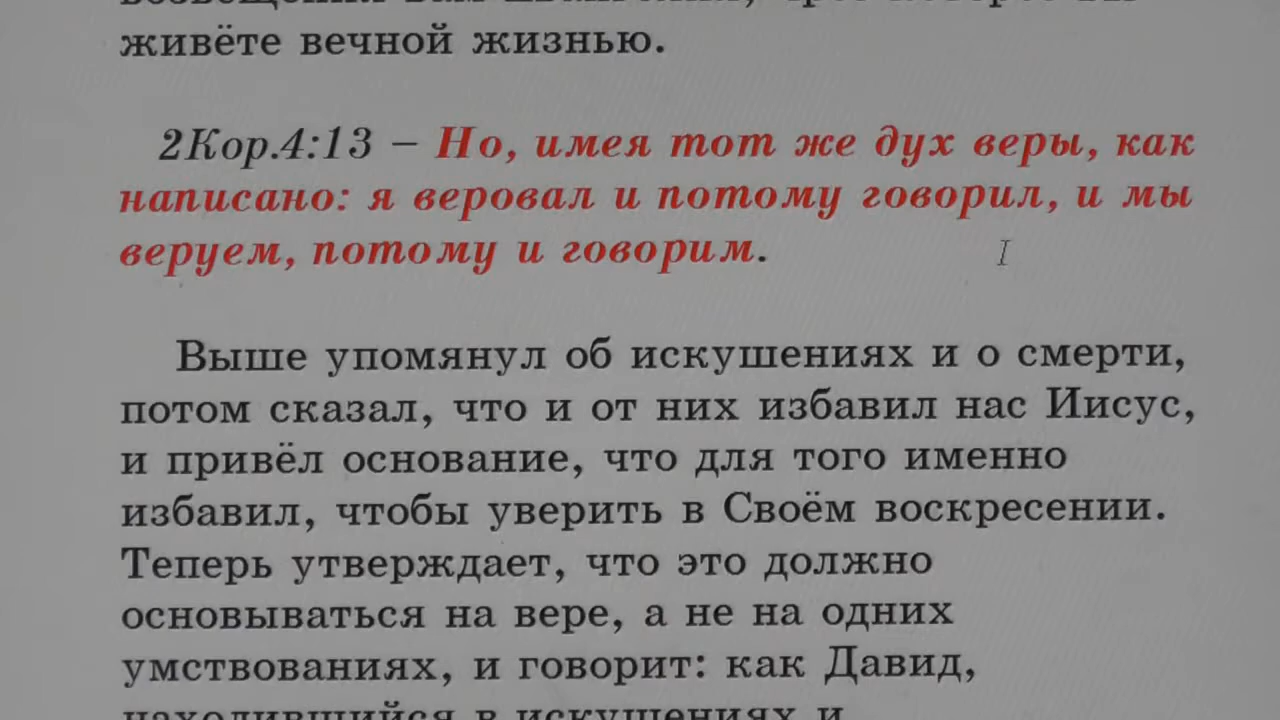 живёте вечной жизнью.
2Кор.4:13 – Но, имея тот же дух веры, как
написано: я веровал и потому говорил, и мы
веруем, потому и говорим.
Выше упомянул об искушениях и о смерти,
потом сказал, что и от них избавил нас Иисус,
и привёл основание, что для того именно
избавил, чтобы уверить в Своём воскресении.
Теперь утверждает, что это должно
основываться на вере, а не на одних
умствованиях, и говорит: как Давид,
находившийся в искушениях и